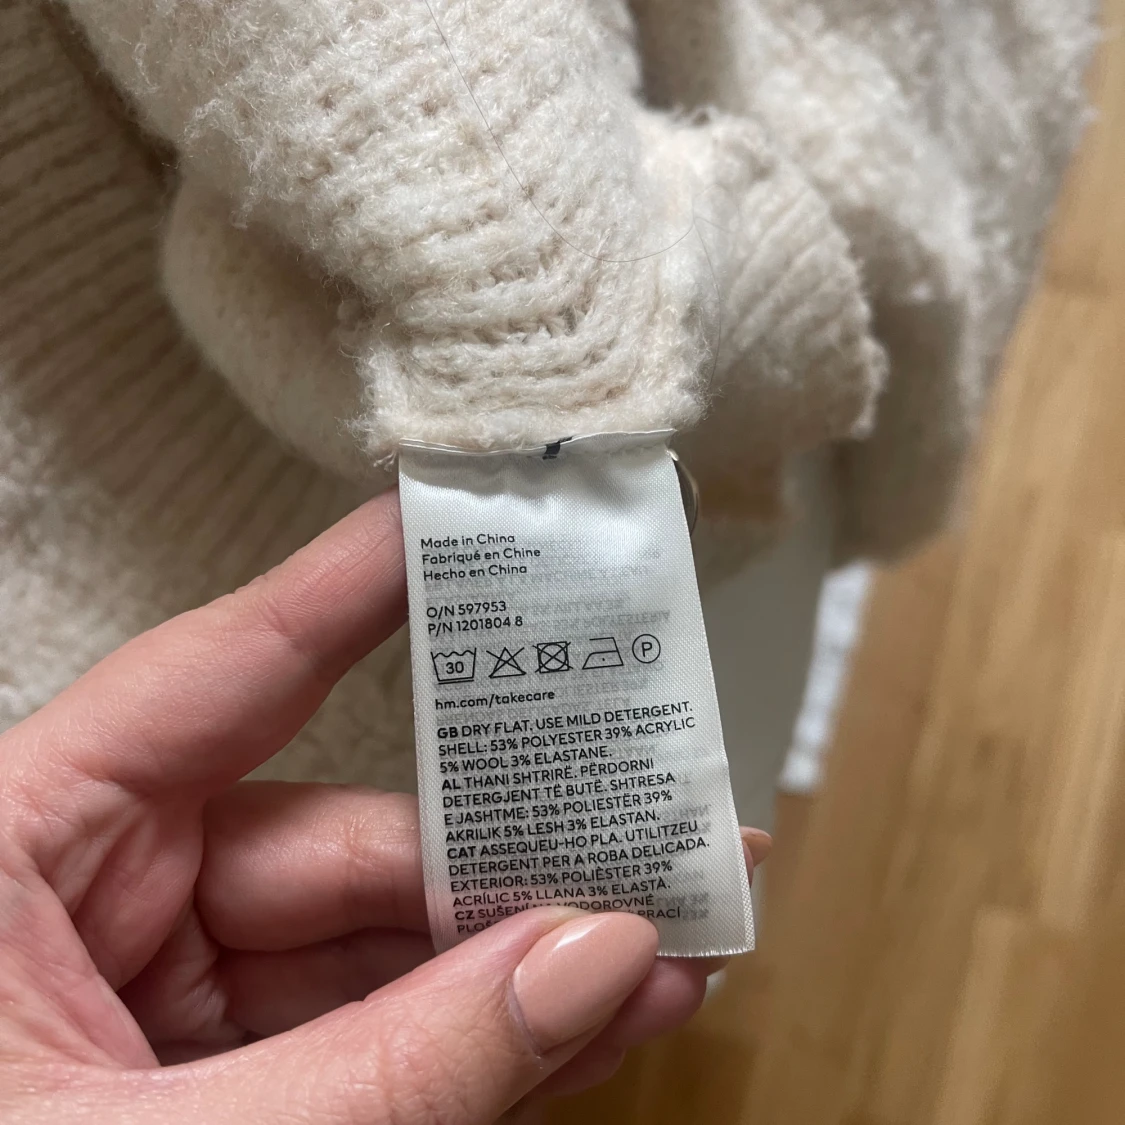 Made in China
Fabriqué en Chine
Hecho en China
O/N 597953
P/N 1201804 8
30 P
hm.com/takecare
GB DRY FLAT. USE MILD DETERGENT.
SHELL: 53% POLYESTER 39% ACRYLIC
5% WOOL 3% ELASTANE.
AL THANI SHTRIRË. PËRDORNI
DETERGJENT TË BUTË. SHTRESA
E JASHTME: 53% POLIESTËR 39%
AKRILIK 5% LESH 3% ELASTAN.
CAT ASSEQUEU-HO PLA. UTILITZEU
DETERGENT PER A ROBA DELICADA.
EXTERIOR: 53% POLIÈSTER 39%
ACRÍLIC 5% LLANA 3% ELASTÀ.
CZ SUŠENÍ NA VODOROVNÉ
PRACÍ